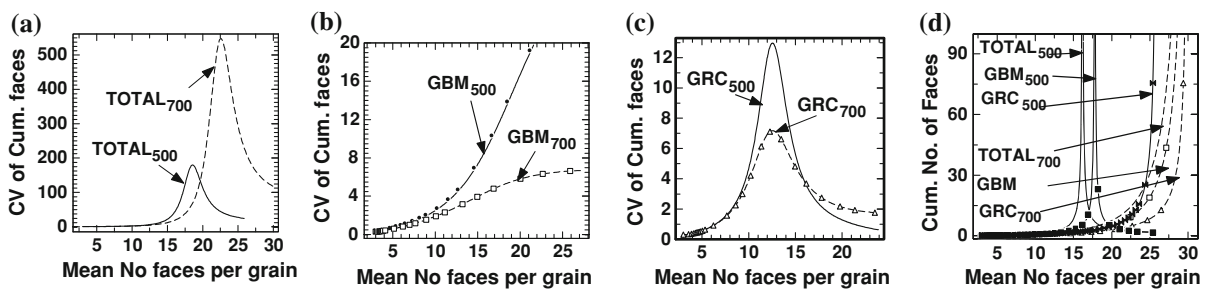 (a)
CV of Cum. faces
500
400
300
200
100
0
TOTAL700
TOTAL500
5 10 15 20 25 30
Mean No faces per grain
(b)
CV of Cum. faces
20
16
12
8
4
0
GBM500
GBM700
5 10 15 20 25
Mean No faces per grain
(c)
CV of Cum. faces
12
10
8
6
4
2
0
GRC500
GRC700
5 10 15 20
Mean No faces per grain
(d)
Cum. No. of Faces
90
75
60
45
30
15
0
TOTAL500
GBM500
GRC500
TOTAL700
GBM
GRC700
5 10 15 20 25 30
Mean No faces per grain